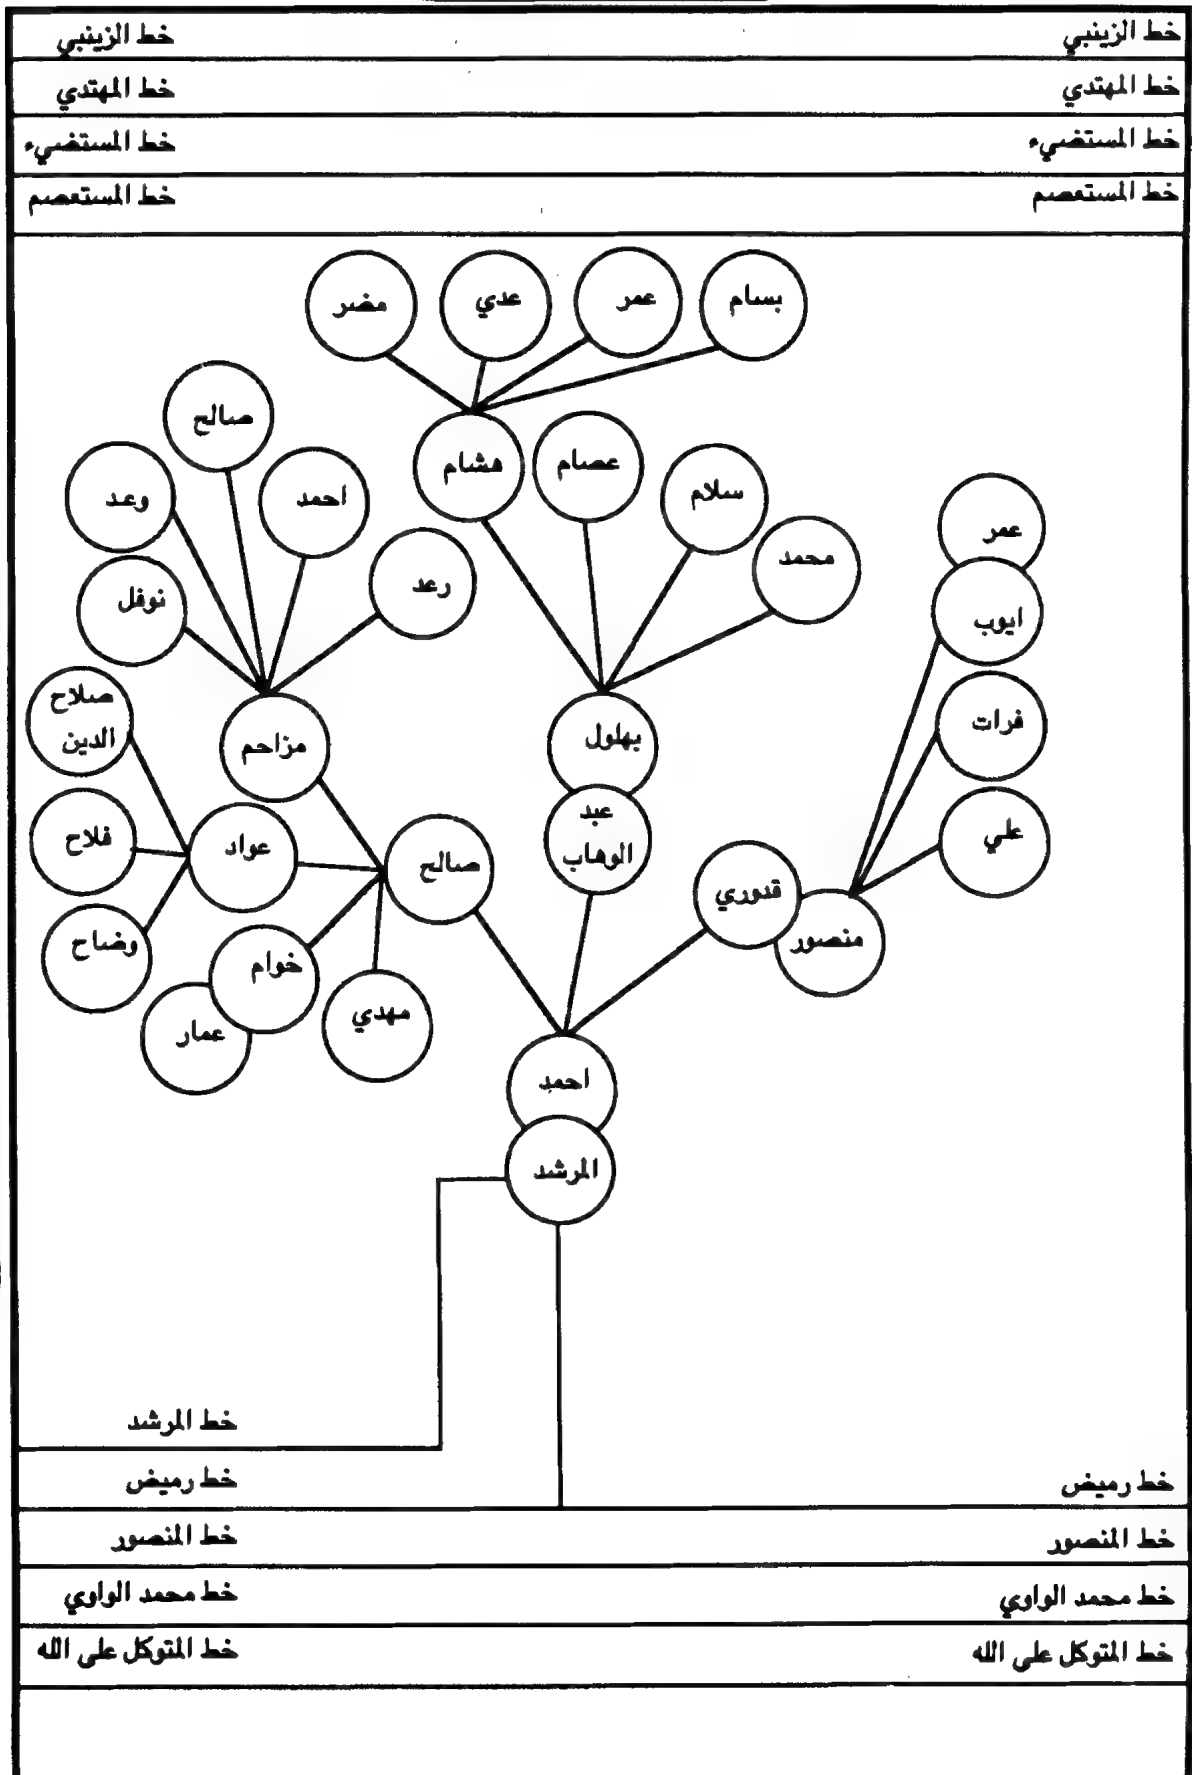 خط الزينبي
خط الزينبي
خط المهتدي
خط المهتدي
خط المستضيء
خط المستضيء
خط المستعصم
خط المستعصم
بسام
عمر
عدي
مضر
هشام
عصام
سلام
محمد
صالح
احمد
وعد
رعد
نوفل
عمر
ايوب
فرات
علي
بهلول
عبد
الوهاب
مزاحم
صلاح
الدين
فلاح
عواد
وضاح
صالح
خوام
عمار
مهدي
قدوري
منصور
احمد
المرشد
خط المرشد
خط رميض
خط رميض
خط المنصور
خط المنصور
خط محمد الواوي
خط محمد الواوي
خط المتوكل على الله
خط المتوكل على الله